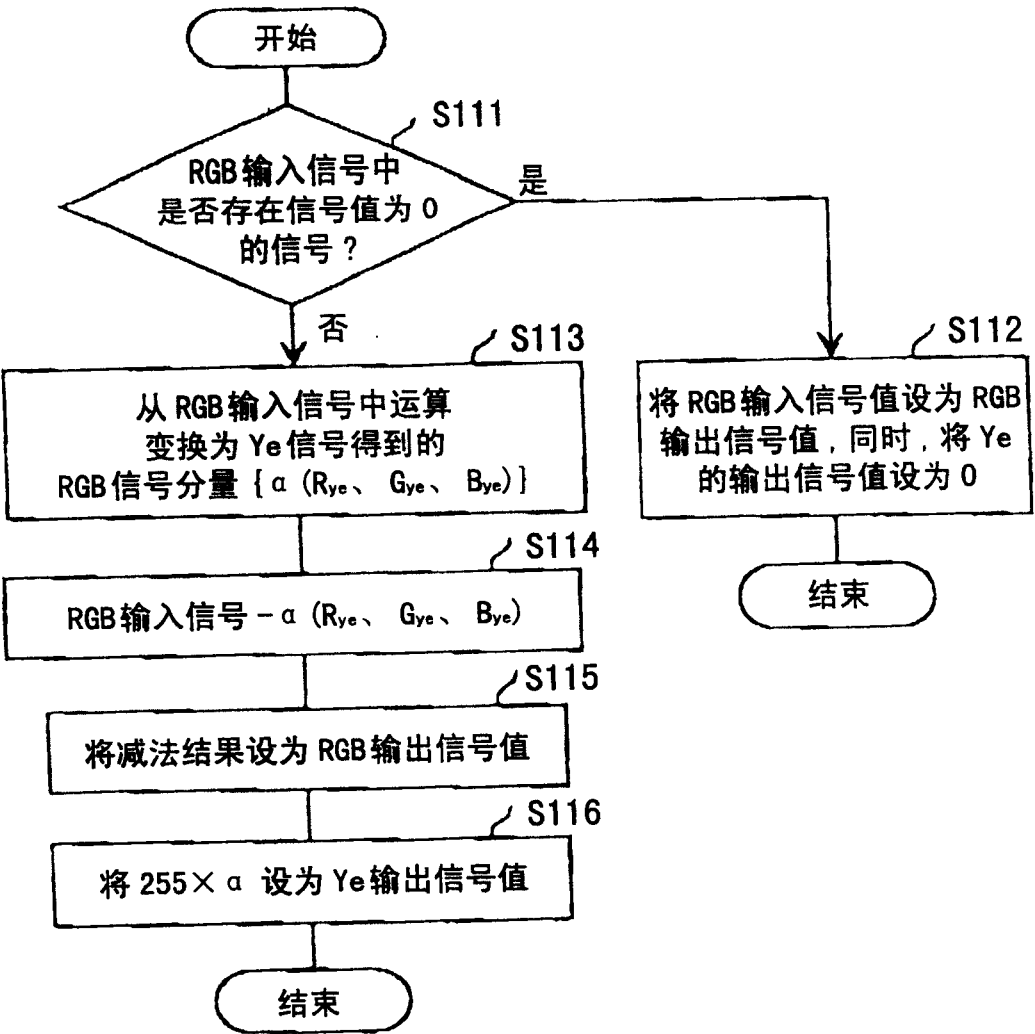 开始
S111
RGB输入信号中
是否存在信号值为0
的信号?
是
否
S113
从RGB输入信号中运算
变换为Ye信号得到的
RGB信号分量{α(Rye、Gye、Bye)}
S112
将RGB输入信号值设为RGB
输出信号值,同时,将Ye
的输出信号值设为0
结束
S114
RGB输入信号-α(Rye、Gye、Bye)
S115
将减法结果设为RGB输出信号值
S116
将255×α设为Ye输出信号值
结束